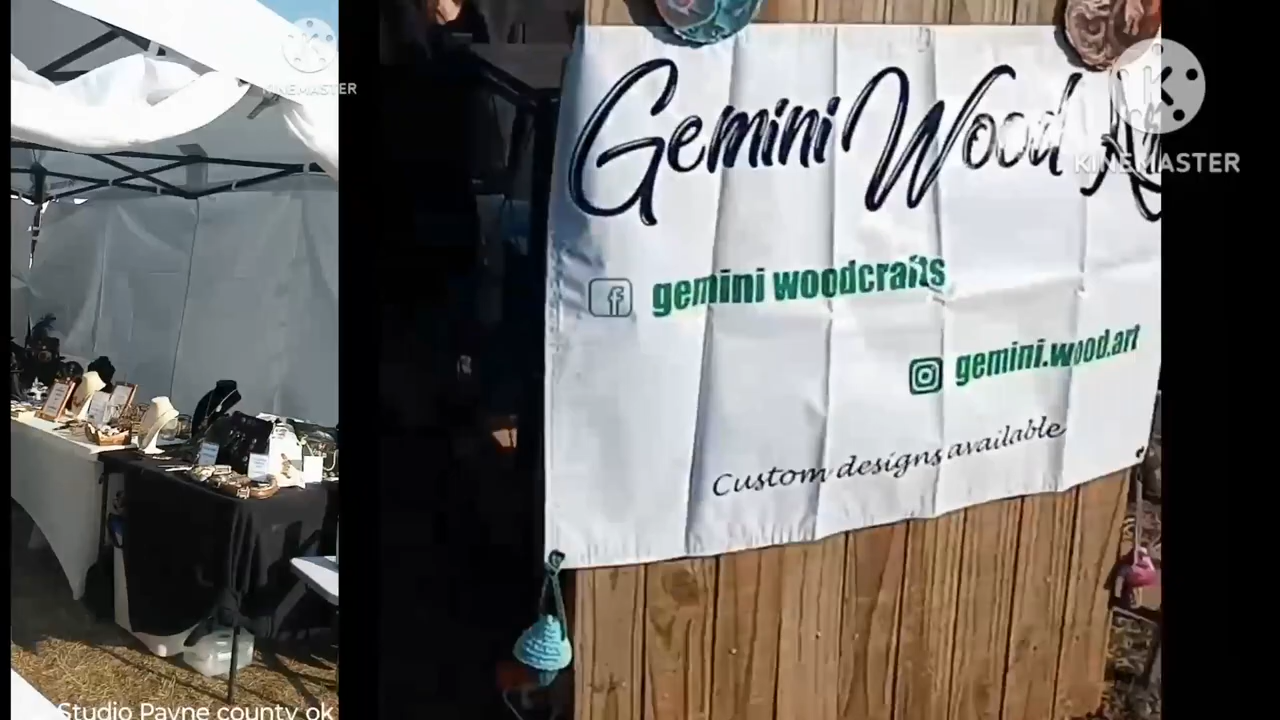 KINEMASTER
Gemini Wood
KINEMASTER
gemini woodcrafts
gemini.wood.art
Custom designs available
Studio Payne county ok